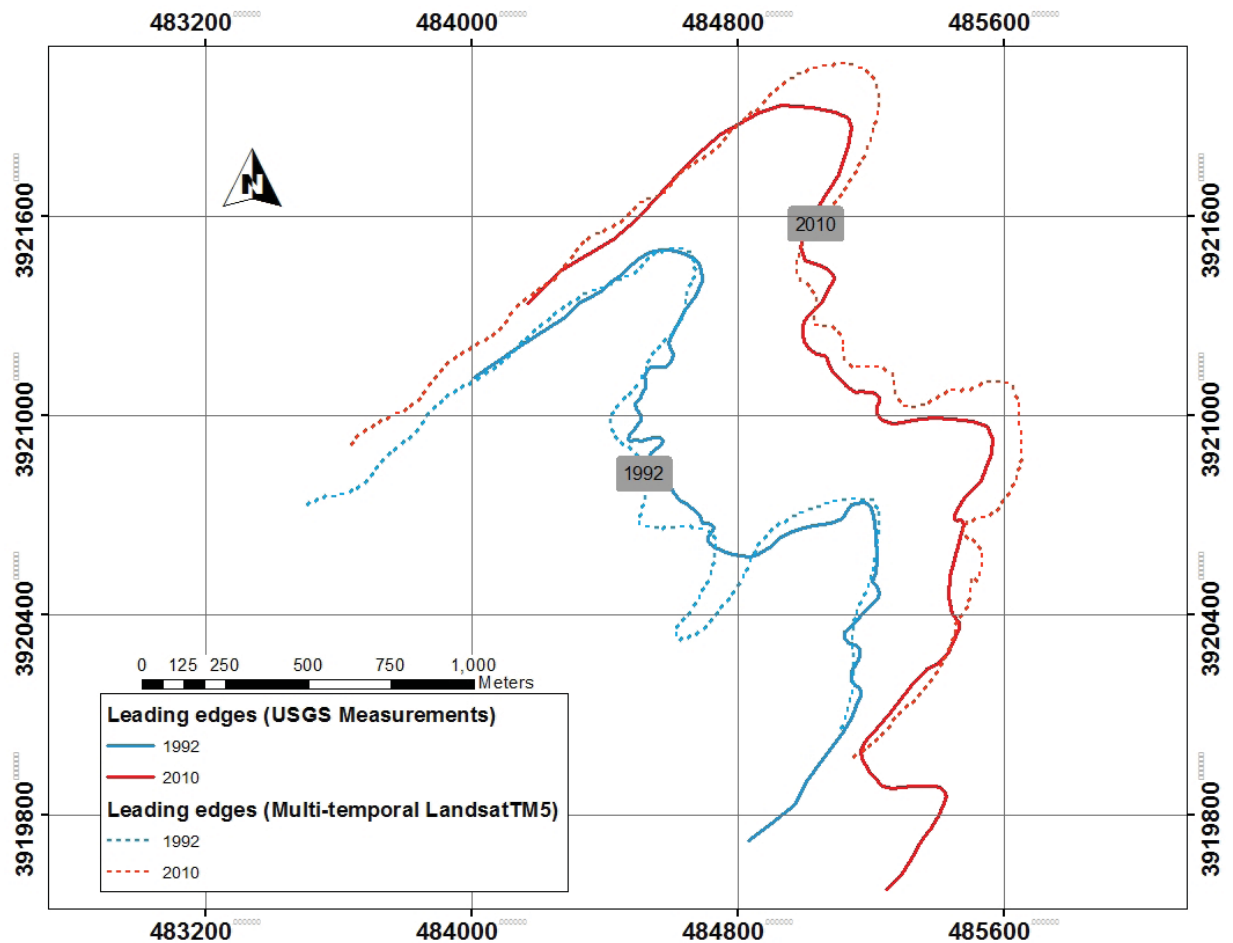 483200 484000 484800 485600
N
3921600 3921600
2010
3921000 3921000
1992
3920400 3920400
0 125 250 500 750 1,000
Meters
Leading edges (USGS Measurements)
1992
2010
Leading edges (Multi-temporal LandsatTM5)
1992
2010
3919800 3919800
483200 484000 484800 485600